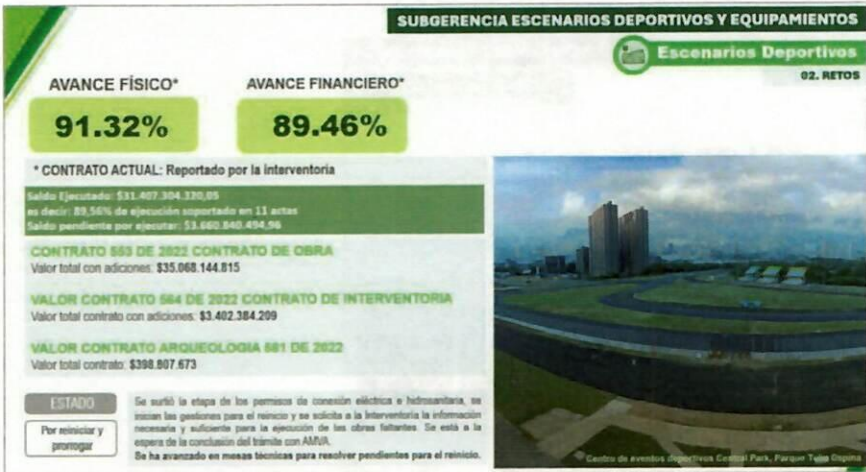 SUBGERENCIA ESCENARIOS DEPORTIVOS Y EQUIPAMIENTOS
Escenarios Deportivos
02. RETOS
AVANCE FÍSICO*
AVANCE FINANCIERO*
91.32%
89.46%
* CONTRATO ACTUAL: Reportado por la interventoria
Saldo Ejecutado: $31.407.304.320,05
es decir: 89,56% de ejecución soportado en 11 actas
Saldo pendiente por ejecutar: $3.660.840.494,96
CONTRATO 553 DE 2022 CONTRATO DE OBRA
Valor total con adiciones: $35.068.144.815
VALOR CONTRATO 564 DE 2022 CONTRATO DE INTERVENTORIA
Valor total contrato con adiciones: $3.402.384.209
VALOR CONTRATO ARQUEOLOGIA 581 DE 2022
Valor total contrato: $398.807.673
ESTADO
Por reiniciar y
prorrogar
Se surtió la etapa de los permisos de conexión eléctrica e hidrosanitaria, se
inician las gestiones para el reinicio y se solicita a la Interventoría la información
necesaria y suficiente para la ejecución de las obras faltantes. Se está a la
espera de la conclusión del trámite con AMVA.
Se ha avanzado en mesas técnicas para resolver pendientes para el reinicio.
Centro de eventos deportivos Central Park, Parque Tulio Ospina